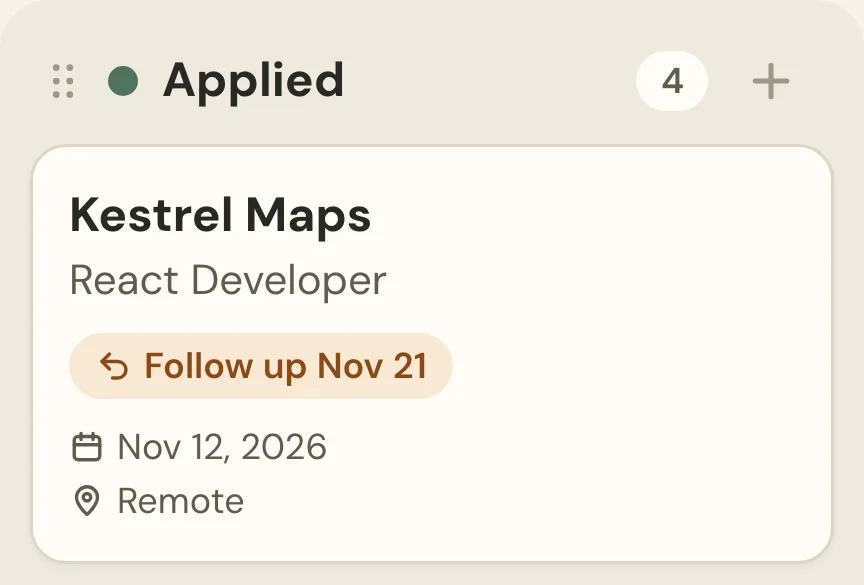 Applied
4
Kestrel Maps
React Developer
Follow up Nov 21
Nov 12, 2026
Remote